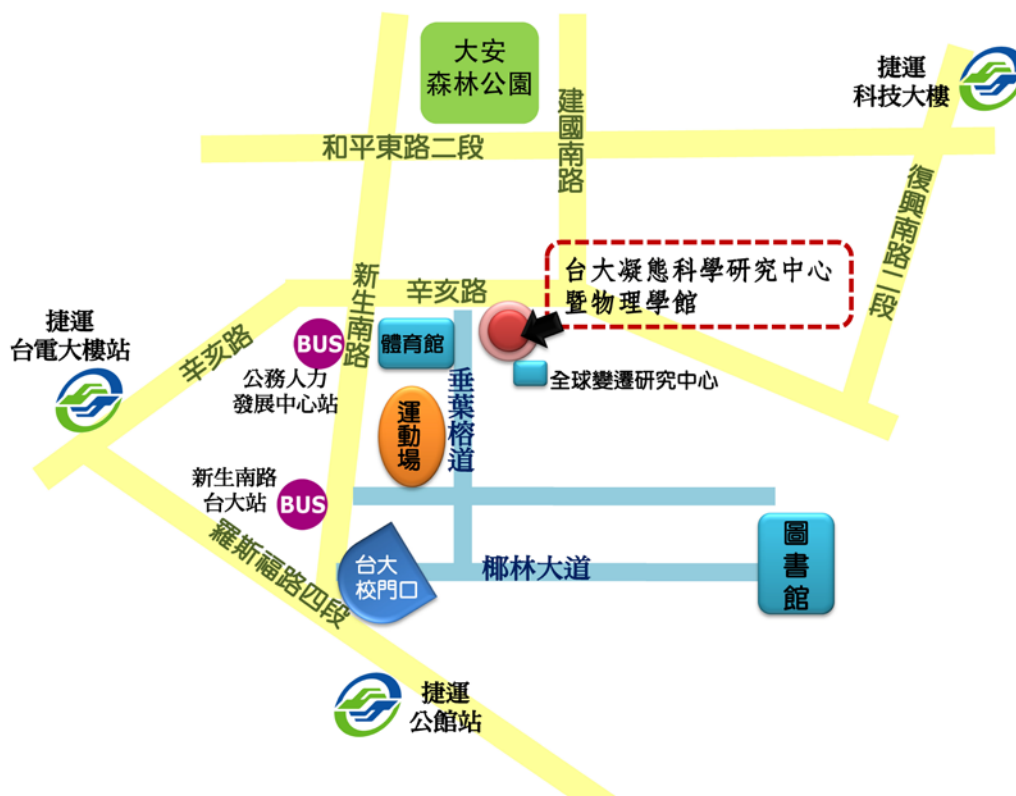 大安
森林公園
捷運
科技大樓
建國南路
和平東路二段
復興南路二段
台大凝態科學研究中心
暨物理學館
新生南路
辛亥路
捷運
台電大樓站
辛亥路
BUS
體育館
公務人力
發展中心站
全球變遷研究中心
垂葉榕道
運動場
新生南路
台大站
BUS
圖書館
羅斯福路四段
台大
校門口
椰林大道
捷運
公館站